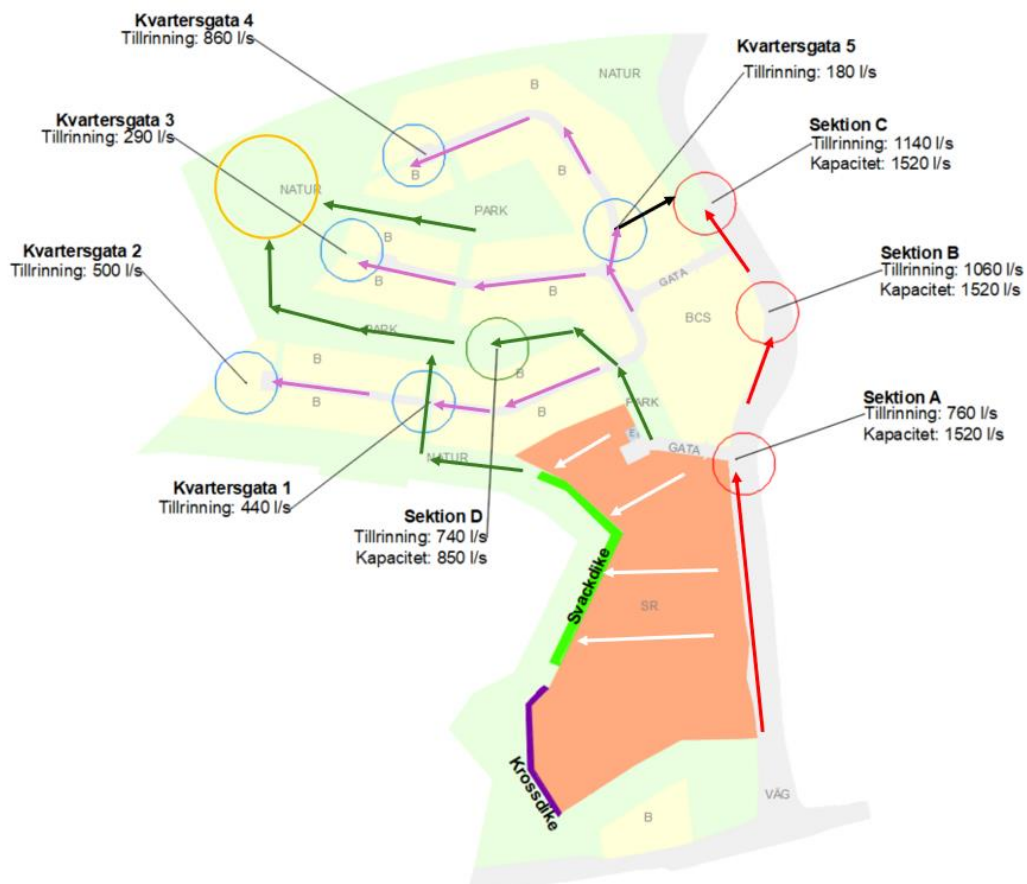 Kvartersgata 4
Tillrinning: 860 l/s
Kvartersgata 5
Tillrinning: 180 l/s
NATUR
B
Kvartersgata 3
Tillrinning: 290 l/s
Sektion C
Tillrinning: 1140 l/s
Kapacitet: 1520 l/s
B
B
NATUR
PARK
B
Kvartersgata 2
Tillrinning: 500 l/s
Sektion B
Tillrinning: 1060 l/s
Kapacitet: 1520 l/s
B
B
GATA
BCS
PARK
B
B
B
B
B
PARK
Sektion A
Tillrinning: 760 l/s
Kapacitet: 1520 l/s
GATA
NATUR
Kvartersgata 1
Tillrinning: 440 l/s
Sektion D
Tillrinning: 740 l/s
Kapacitet: 850 l/s
Svackdike
SR
Krossdike
VÄG
B